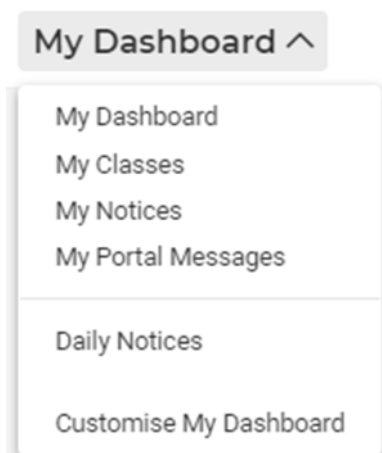 My Dashboard
My Dashboard
My Classes
My Notices
My Portal Messages
Daily Notices
Customise My Dashboard